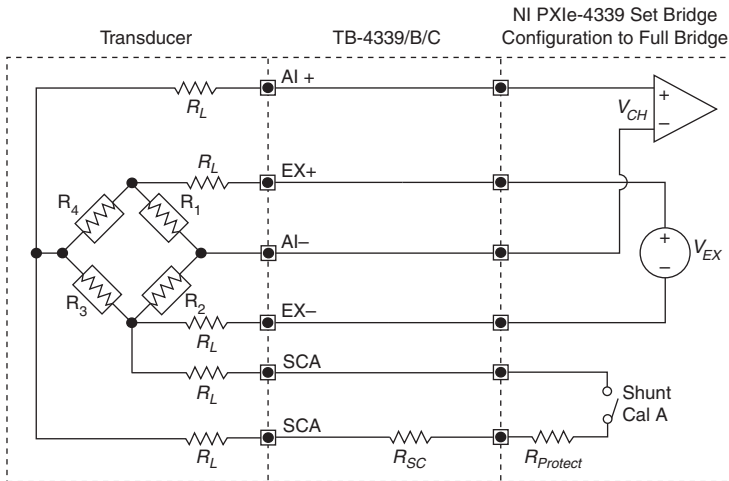 NI PXIe-4339 Set Bridge
Transducer
TB-4339/B/C
Configuration to Full Bridge
AI +
R_L
V_CH
+
–
R_L
EX+
R_4
R_1
AI–
+
–
V_EX
R_3
R_2
EX–
R_L
SCA
R_L
Shunt
Cal A
SCA
R_L
R_SC
R_Protect